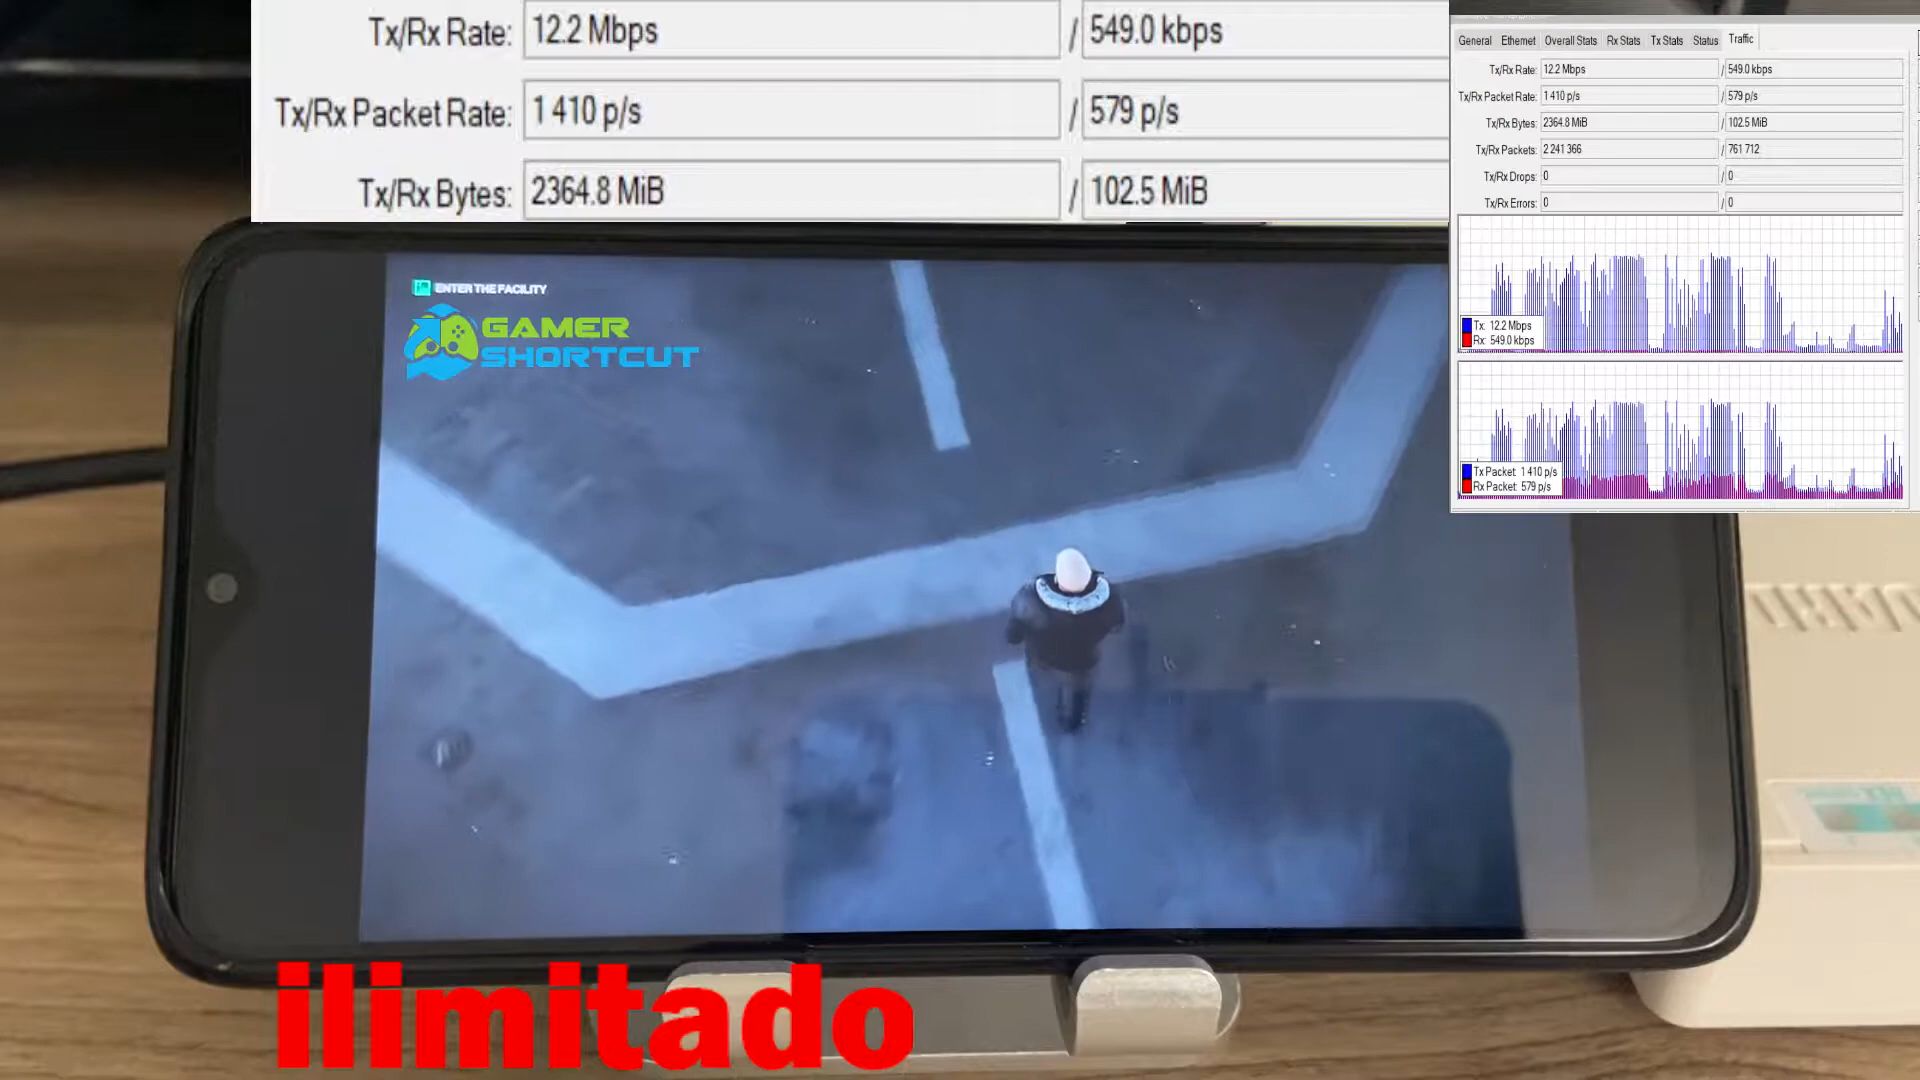 Tx/Rx Rate: 12.2 Mbps / 549.0 kbps
Tx/Rx Packet Rate: 1 410 p/s / 579 p/s
Tx/Rx Bytes: 2364.8 MiB / 102.5 MiB
General Ethernet Overall Stats Rx Stats Tx Stats Status Traffic
Tx/Rx Rate: 12.2 Mbps / 549.0 kbps
Tx/Rx Packet Rate: 1 410 p/s / 579 p/s
Tx/Rx Bytes: 2364.8 MiB / 102.5 MiB
Tx/Rx Packets: 2 241 366 / 761 712
Tx/Rx Drops: 0 / 0
Tx/Rx Errors: 0 / 0
Tx: 12.2 Mbps
Rx: 549.0 kbps
Tx Packet: 1 410 p/s
Rx Packet: 579 p/s
ENTER THE FACILITY
GAMER
SHORTCUT
ilimitado